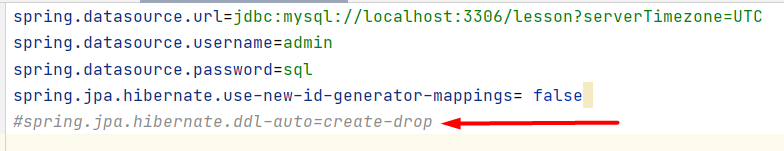 spring.datasource.url=jdbc:mysql://localhost:3306/lesson?serverTimezone=UTC
spring.datasource.username=admin
spring.datasource.password=sql
spring.jpa.hibernate.use-new-id-generator-mappings= false
#spring.jpa.hibernate.ddl-auto=create-drop